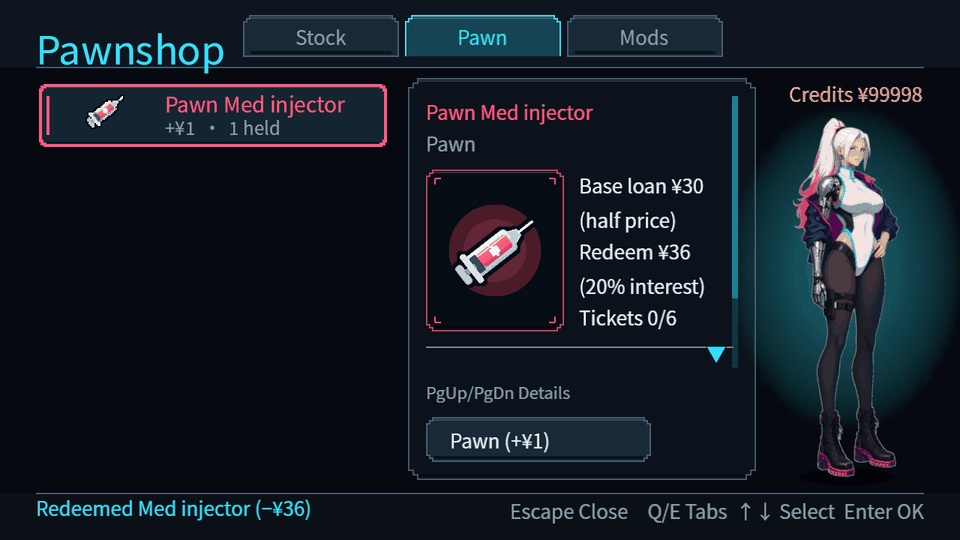 Pawnshop
Stock
Pawn
Mods
Pawn Med injector
+¥1 • 1 held
Pawn Med injector
Pawn
Base loan ¥30
(half price)
Redeem ¥36
(20% interest)
Tickets 0/6
PgUp/PgDn Details
Pawn (+¥1)
Credits ¥99998
Redeemed Med injector (−¥36)
Escape Close Q/E Tabs ↑↓ Select Enter OK